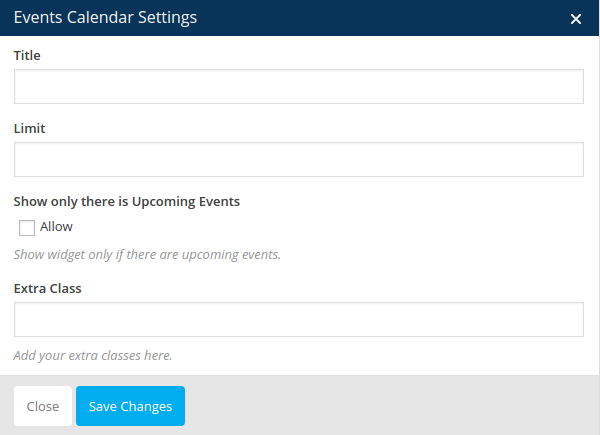 Events Calendar Settings
Title
Limit
Show only there is Upcoming Events
Allow
Show widget only if there are upcoming events.
Extra Class
Add your extra classes here.
Close
Save Changes